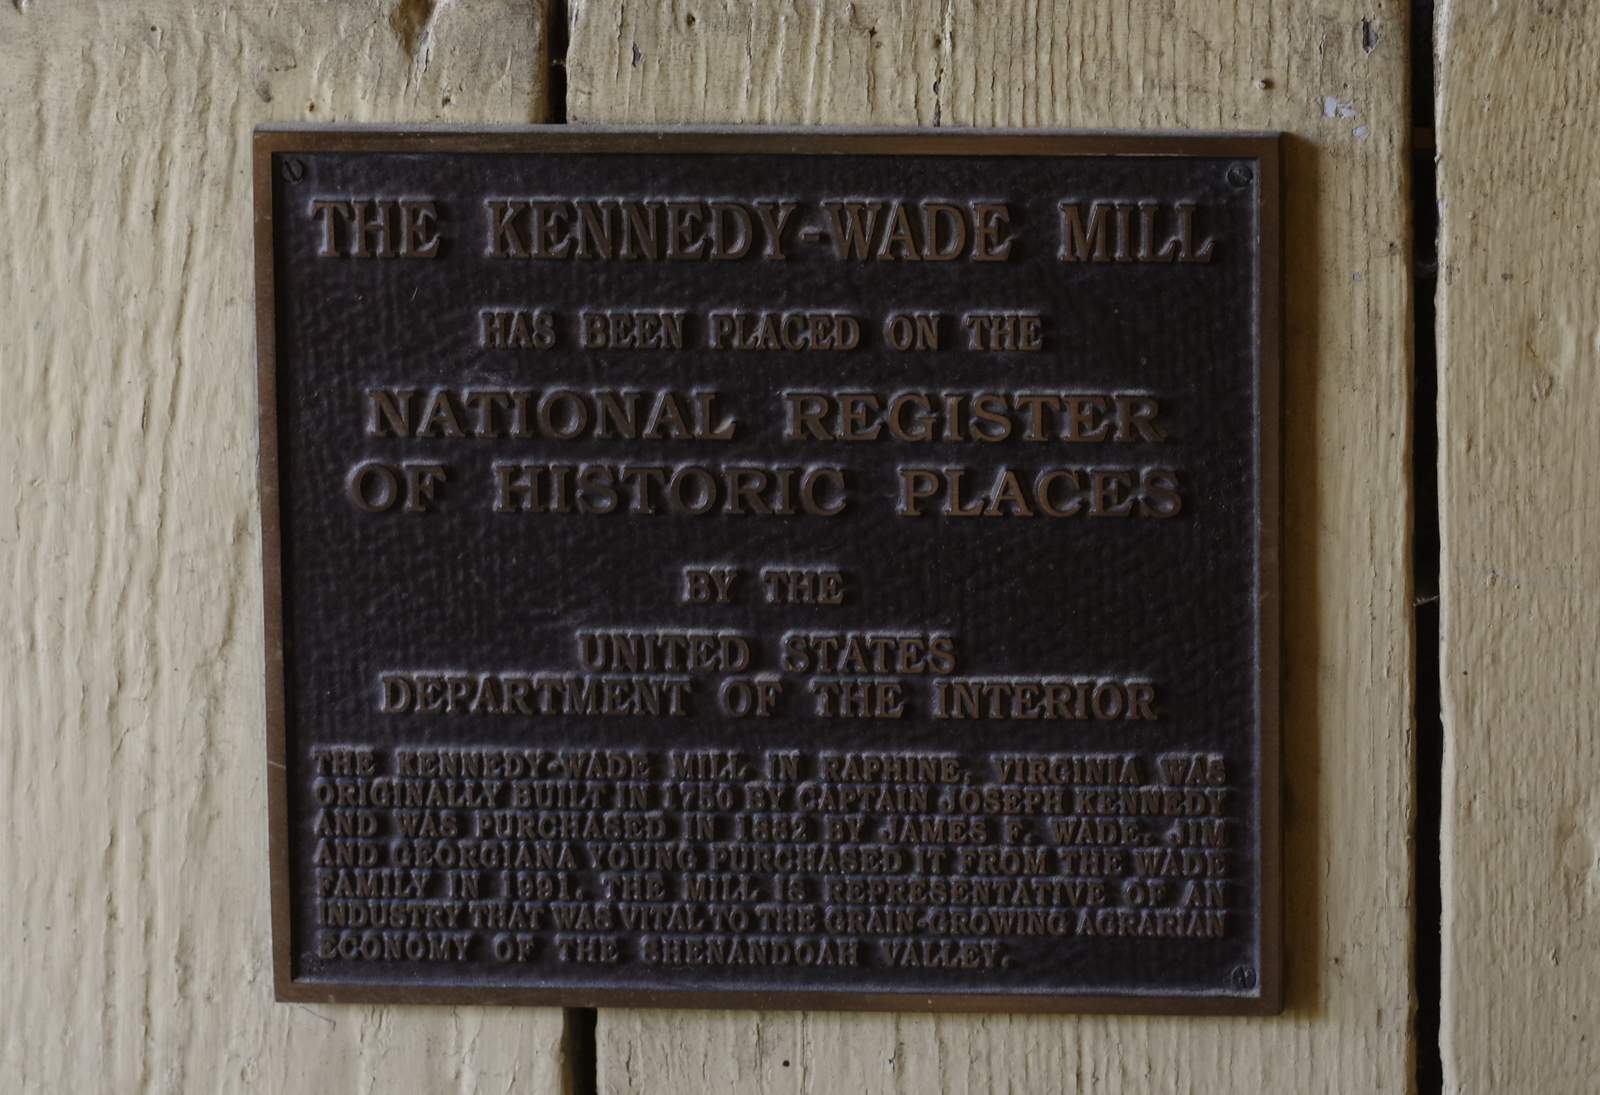 THE KENNEDY-WADE MILL
HAS BEEN PLACED ON THE
NATIONAL REGISTER
OF HISTORIC PLACES
BY THE
UNITED STATES
DEPARTMENT OF THE INTERIOR
THE KENNEDY-WADE MILL IN RAPHINE, VIRGINIA WAS
ORIGINALLY BUILT IN 1750 BY CAPTAIN JOSEPH KENNEDY
AND WAS PURCHASED IN 1882 BY JAMES F. WADE. JIM
AND GEORGIANA YOUNG PURCHASED IT FROM THE WADE
FAMILY IN 1991. THE MILL IS REPRESENTATIVE OF AN
INDUSTRY THAT WAS VITAL TO THE GRAIN-GROWING AGRARIAN
ECONOMY OF THE SHENANDOAH VALLEY.